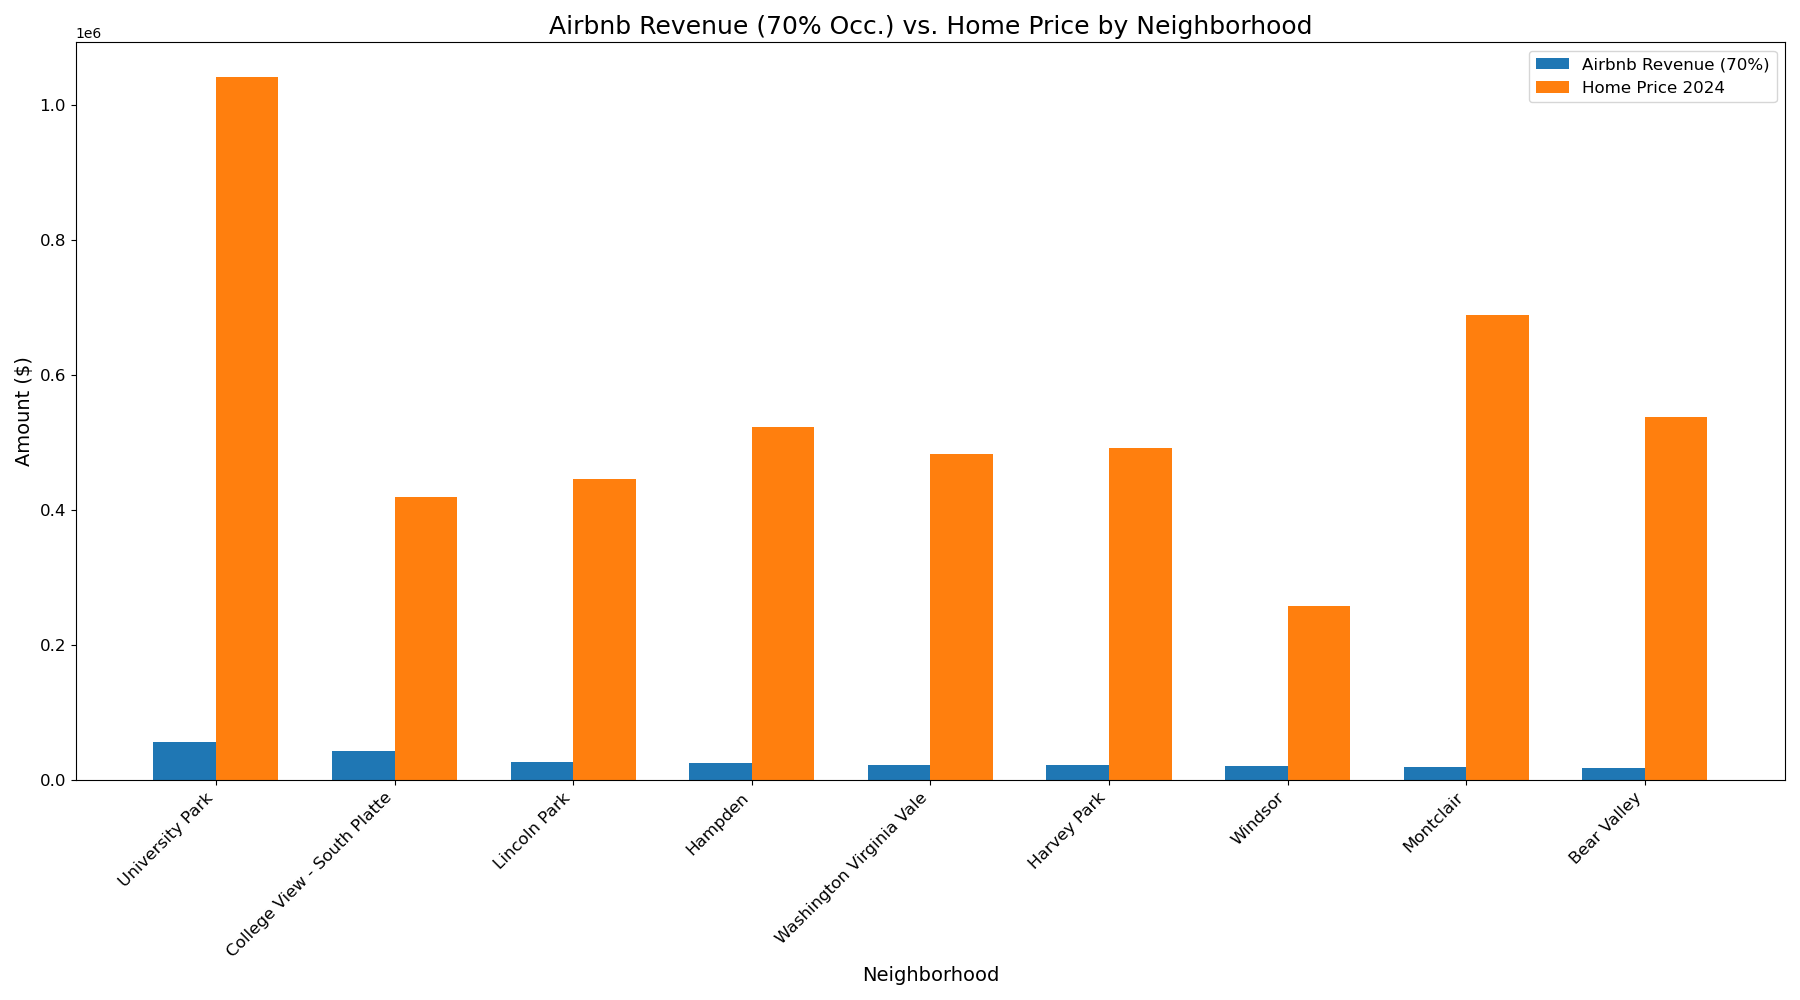 Airbnb Revenue (70% Occ.) vs. Home Price by Neighborhood
1e6
Airbnb Revenue (70%)
Home Price 2024
1.0
0.8
0.6
0.4
0.2
0.0
Amount ($)
University Park
College View - South Platte
Lincoln Park
Hampden
Washington Virginia Vale
Harvey Park
Windsor
Montclair
Bear Valley
Neighborhood